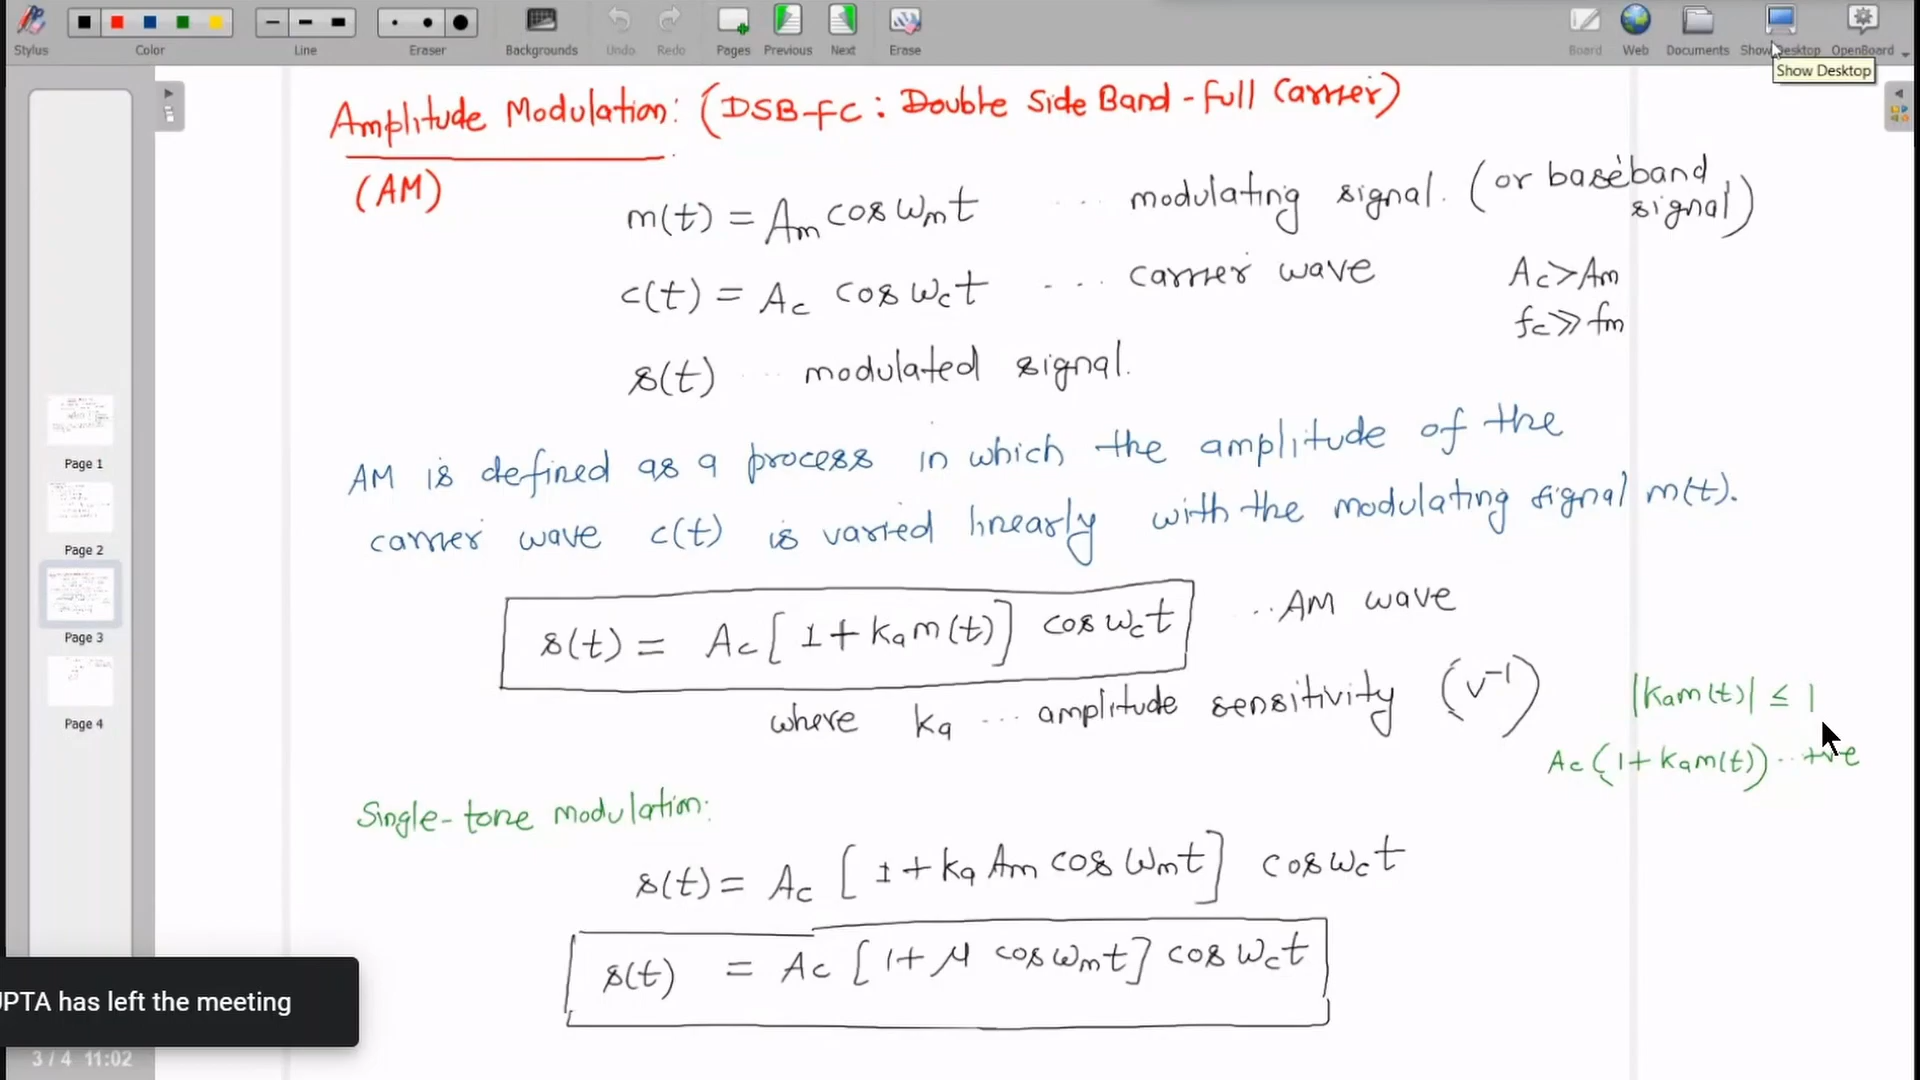 Stylus
Color
Line
Eraser
Backgrounds
Undo
Redo
Pages
Previous
Next
Erase
Board
Web
Documents
Show Desktop
OpenBoard
Show Desktop
Amplitude Modulation: (DSB-FC: Double Side Band - Full Carrier)
(AM)
m(t) = Am cos ωmt ... modulating signal. (or baseband signal)
c(t) = Ac cos ωct .... carrier wave
Ac > Am
fc >> fm
s(t) ... modulated signal.
AM is defined as a process in which the amplitude of the
carrier wave c(t) is varied linearly with the modulating signal m(t).
s(t) = Ac [1 + kam(t)] cos ωct ... AM wave
where ka ... amplitude sensitivity (V⁻¹)
|kam(t)| ≤ 1
Ac (1 + kam(t)) .. +ve
Single-tone modulation:
s(t) = Ac [1 + ka Am cos ωmt] cos ωct
s(t) = Ac [1 + μ cos ωmt] cos ωct
Page 1
Page 2
Page 3
Page 4
UPTA has left the meeting
3 / 4 11:02